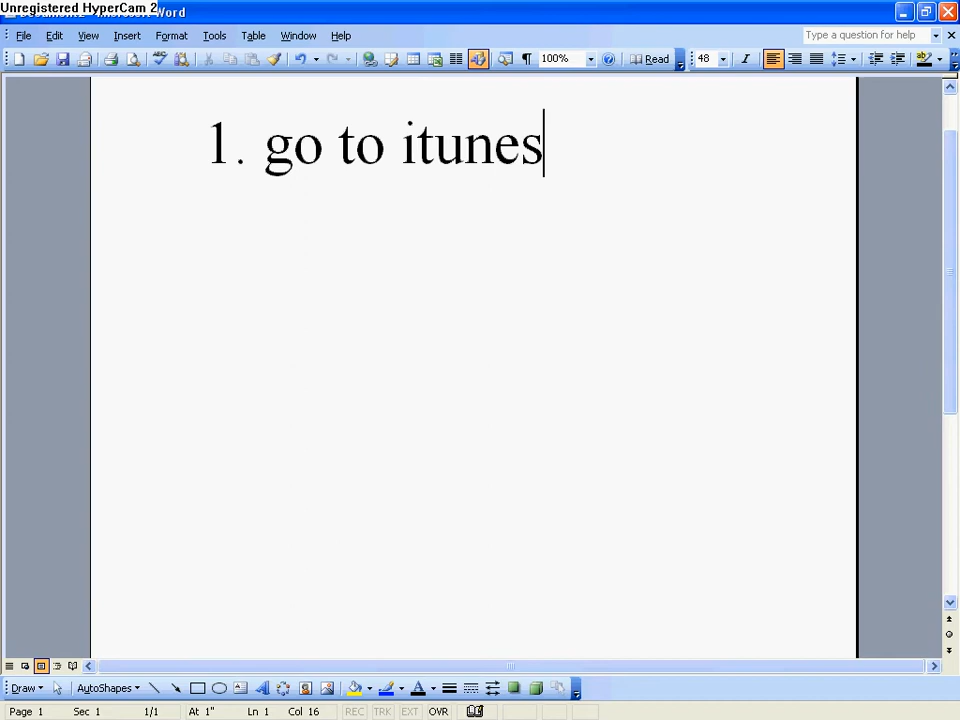 Unregistered HyperCam 2
Word
File Edit View Insert Format Tools Table Window Help Type a question for help
100% Read 48 I
1. go to itunes
Draw AutoShapes A
Page 1 Sec 1 1/1 At 1" Ln 1 Col 16 REC TRK EXT OVR